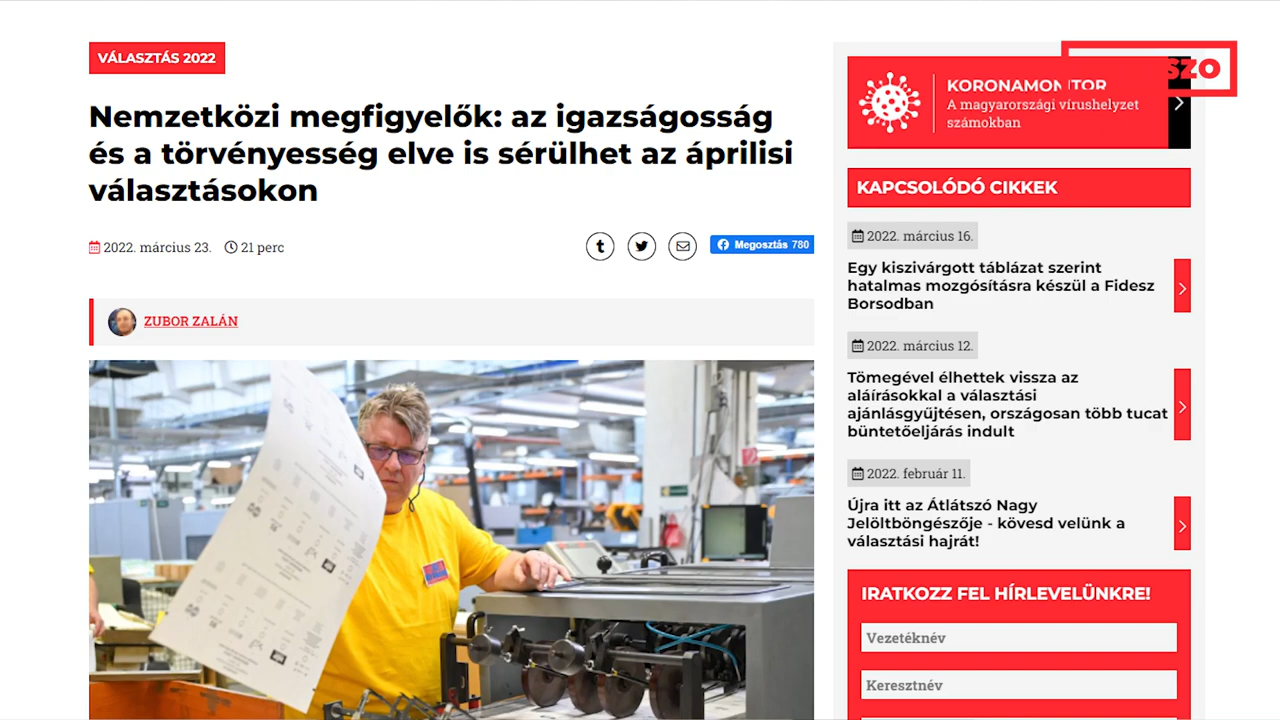 VÁLASZTÁS 2022
Nemzetközi megfigyelők: az igazságosság
és a törvényesség elve is sérülhet az áprilisi
választásokon
2022. március 23.
21 perc
Megosztás 780
ZUBOR ZALÁN
SZO
KORONAMONITOR
A magyarországi vírushelyzet
számokban
KAPCSOLÓDÓ CIKKEK
2022. március 16.
Egy kiszivárgott táblázat szerint
hatalmas mozgósításra készül a Fidesz
Borsodban
2022. március 12.
Tömegével élhettek vissza az
aláírásokkal a választási
ajánlásgyűjtésen, országosan több tucat
büntetőeljárás indult
2022. február 11.
Újra itt az Átlátszó Nagy
Jelöltböngészője - kövesd velünk a
választási hajrát!
IRATKOZZ FEL HÍRLEVELÜNKRE!
Vezetéknév
Keresztnév